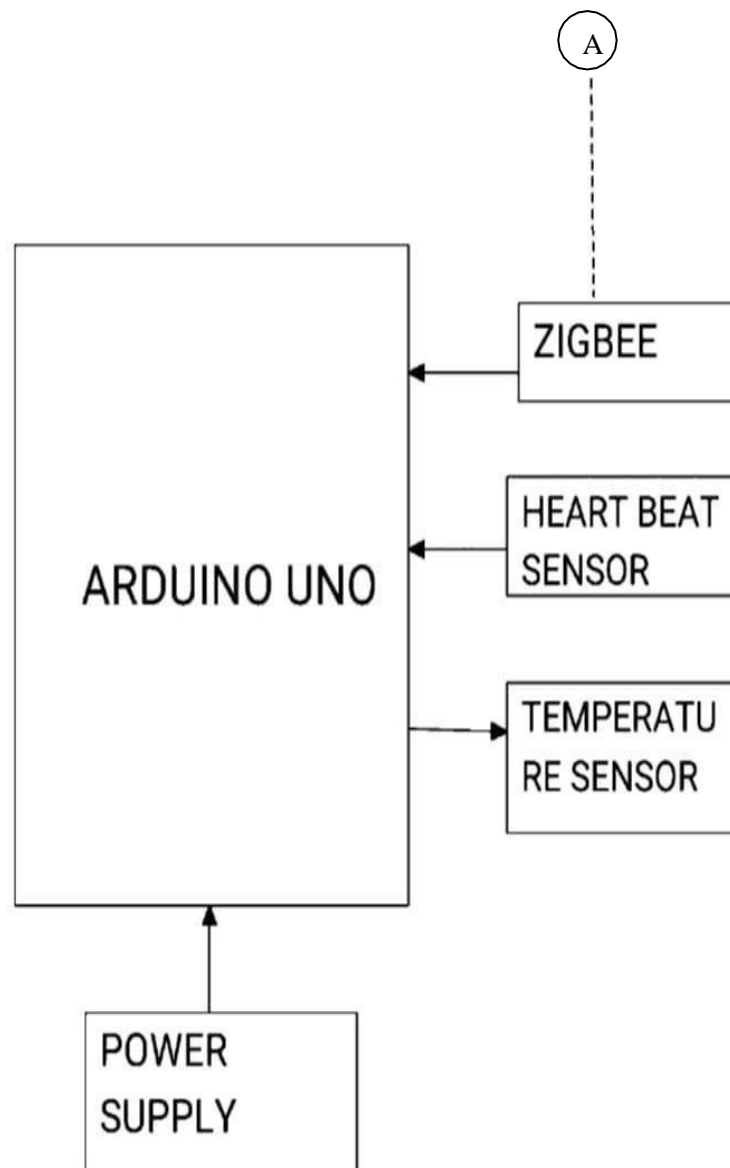 A
ZIGBEE
HEART BEAT
SENSOR
ARDUINO UNO
TEMPERATU
RE SENSOR
POWER
SUPPLY